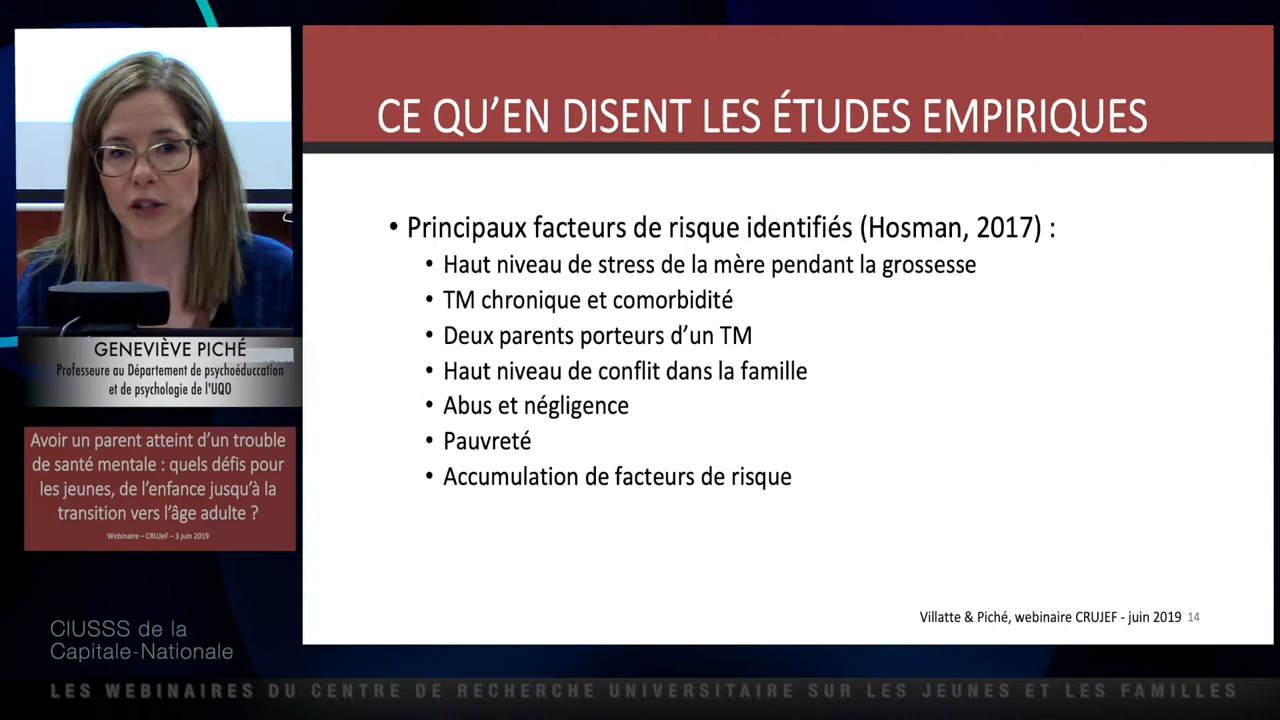 CE QU'EN DISENT LES ÉTUDES EMPIRIQUES
• Principaux facteurs de risque identifiés (Hosman, 2017) :
• Haut niveau de stress de la mère pendant la grossesse
• TM chronique et comorbidité
• Deux parents porteurs d'un TM
• Haut niveau de conflit dans la famille
• Abus et négligence
• Pauvreté
• Accumulation de facteurs de risque
Villatte & Piché, webinaire CRUJEF - juin 2019 14
GENEVIÈVE PICHÉ
Professeure au Département de psychoéduccation
et de psychologie de l'UQO
Avoir un parent atteint d'un trouble
de santé mentale : quels défis pour
les jeunes, de l'enfance jusqu'à la
transition vers l'âge adulte ?
Webinaire – CRUJeF – 3 juin 2019
CIUSSS de la
Capitale-Nationale
LES WEBINAIRES DU CENTRE DE RECHERCHE UNIVERSITAIRE SUR LES JEUNES ET LES FAMILLES